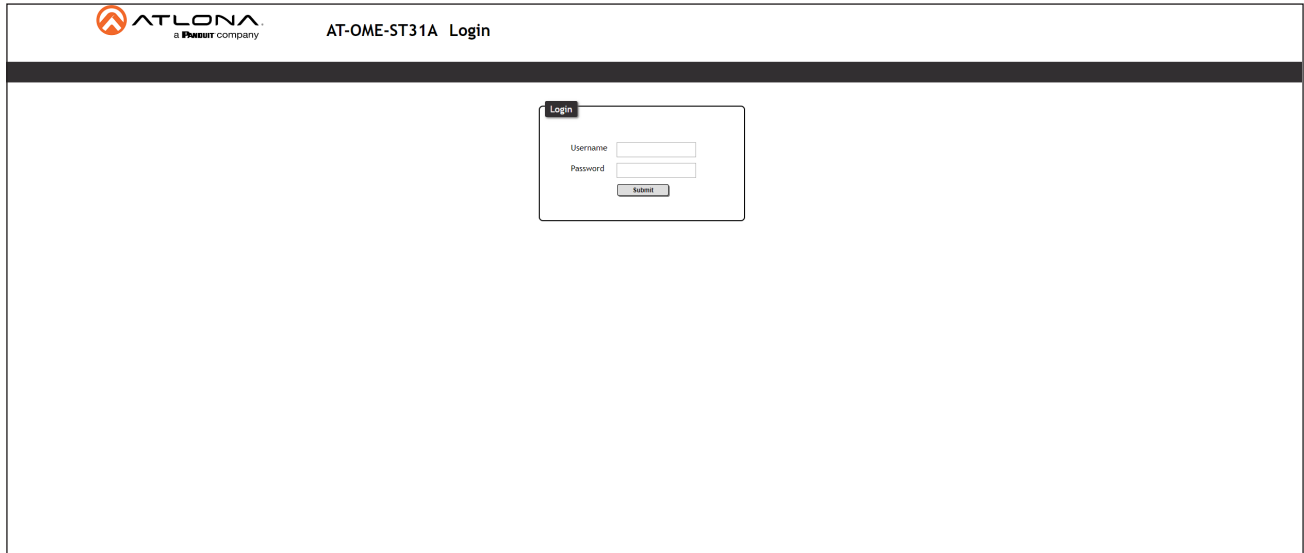 ATLONA.
a PANDUIT company
AT-OME-ST31A Login
Login
Username
Password
Submit